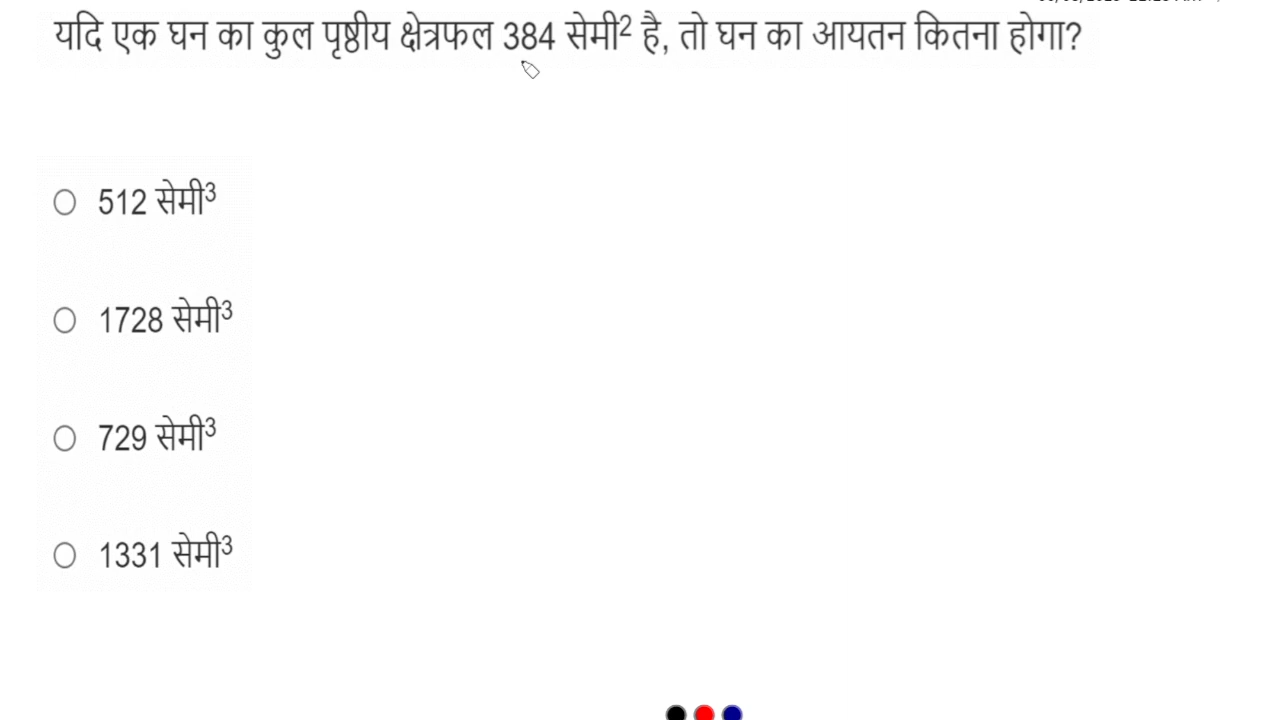 यदि एक घन का कुल पृष्ठीय क्षेत्रफल 384 सेमी² है, तो घन का आयतन कितना होगा?
512 सेमी³
1728 सेमी³
729 सेमी³
1331 सेमी³